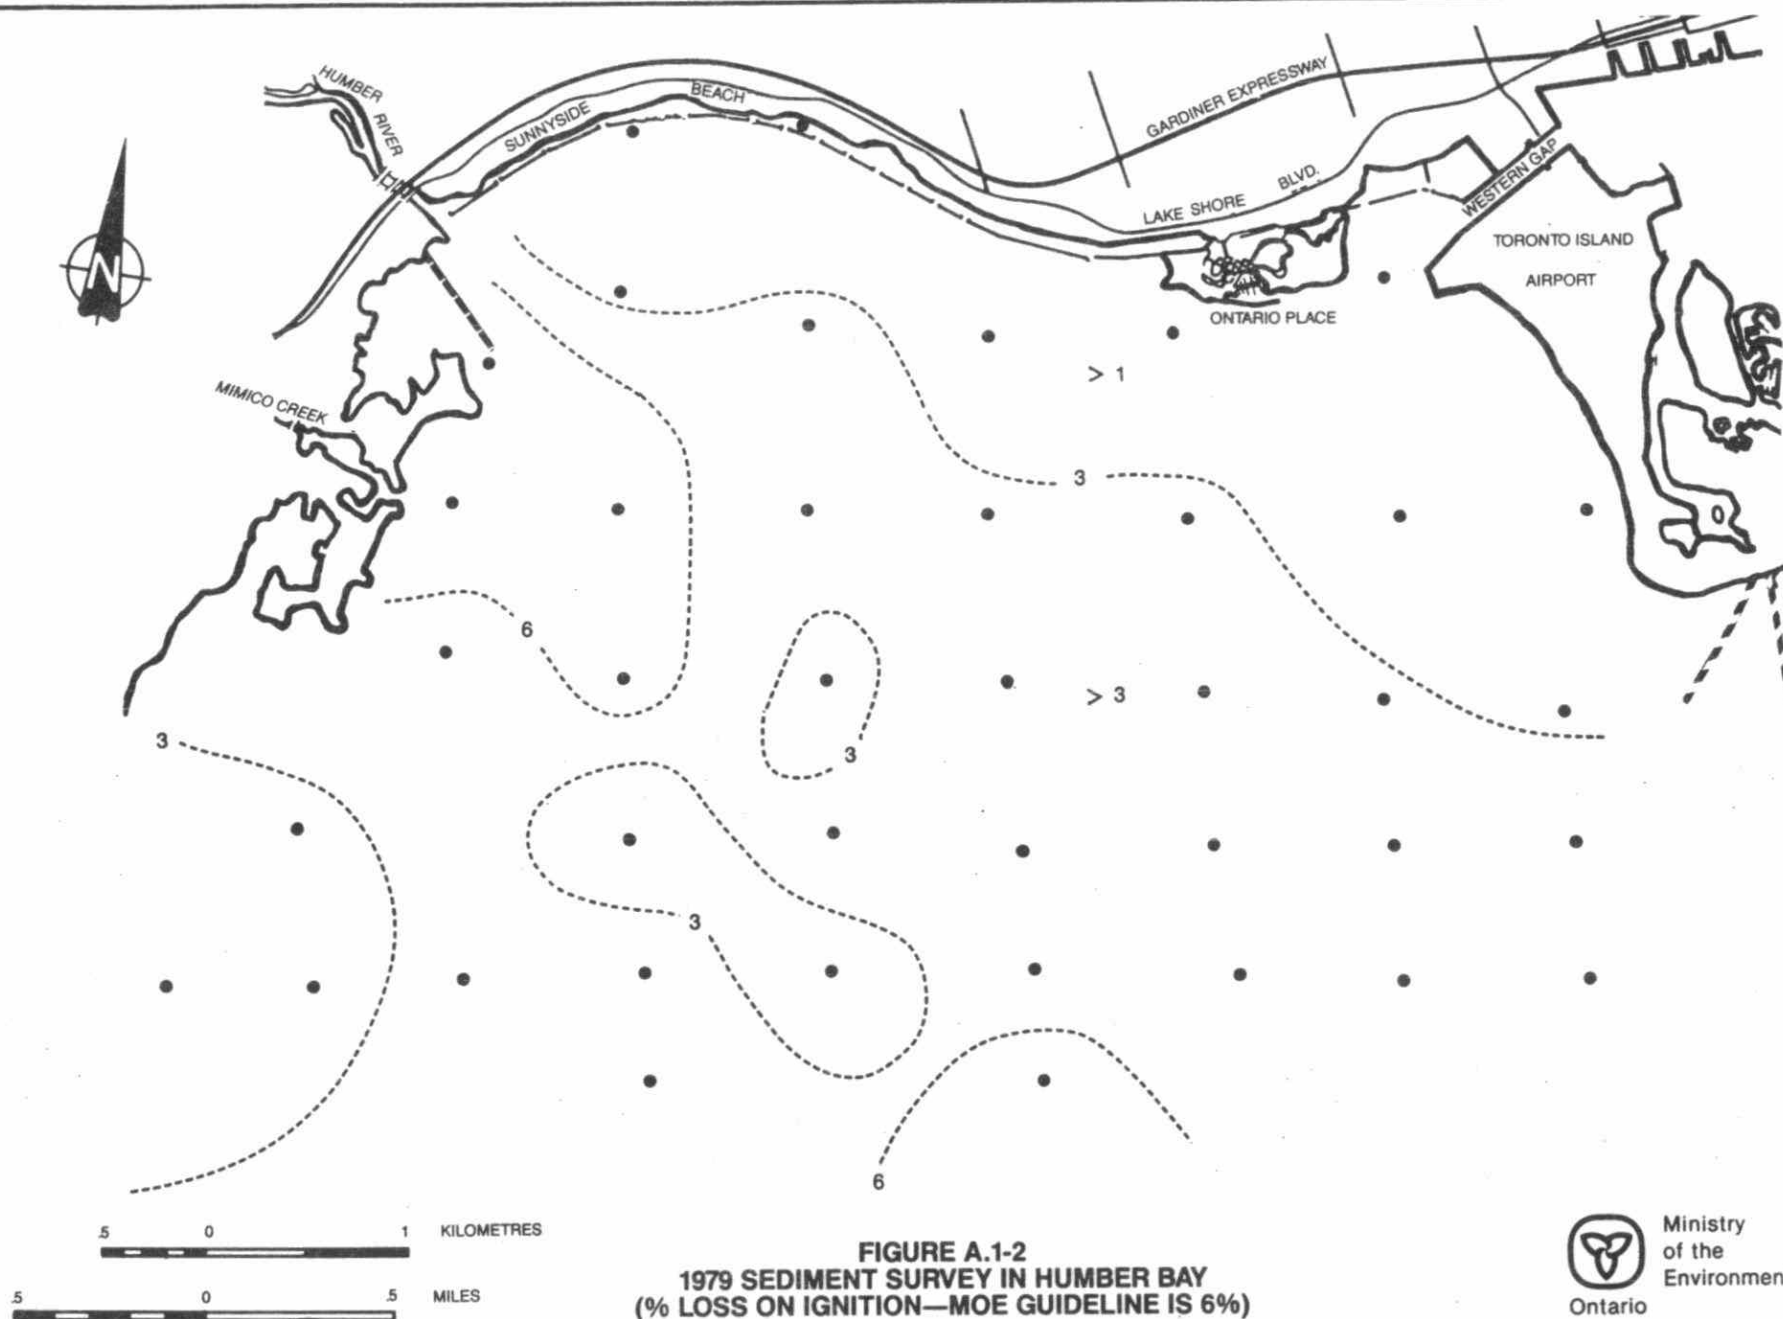 HUMBER RIVER
SUNNYSIDE BEACH
GARDINER EXPRESSWAY
LAKE SHORE BLVD.
WESTERN GAP
TORONTO ISLAND
AIRPORT
N
ONTARIO PLACE
> 1
MIMICO CREEK
3
6
> 3
3
3
3
6
.5 0 1 KILOMETRES
.5 0 .5 MILES
FIGURE A.1-2
1979 SEDIMENT SURVEY IN HUMBER BAY
(% LOSS ON IGNITION—MOE GUIDELINE IS 6%)
Ministry
of the
Environmen
Ontario